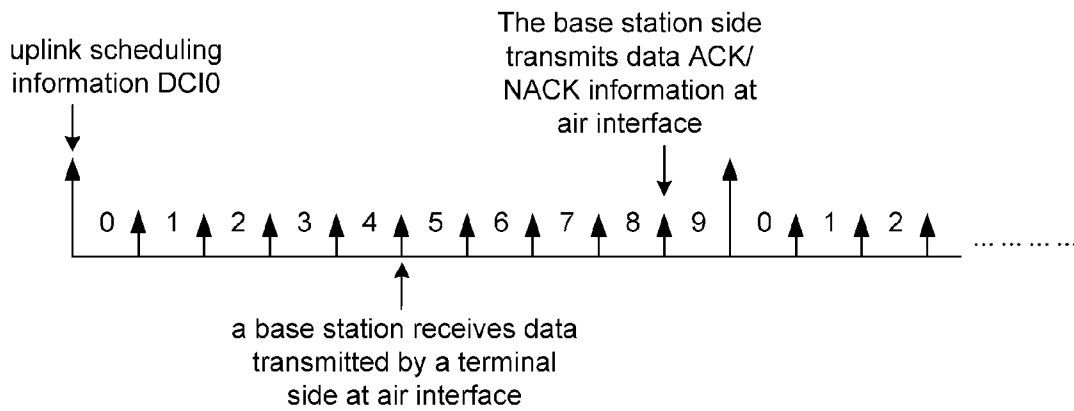 uplink scheduling
information DCI0
The base station side
transmits data ACK/
NACK information at
air interface
0 1 2 3 4 5 6 7 8 9 0 1 2 ... ... ... ...
a base station receives data
transmitted by a terminal
side at air interface